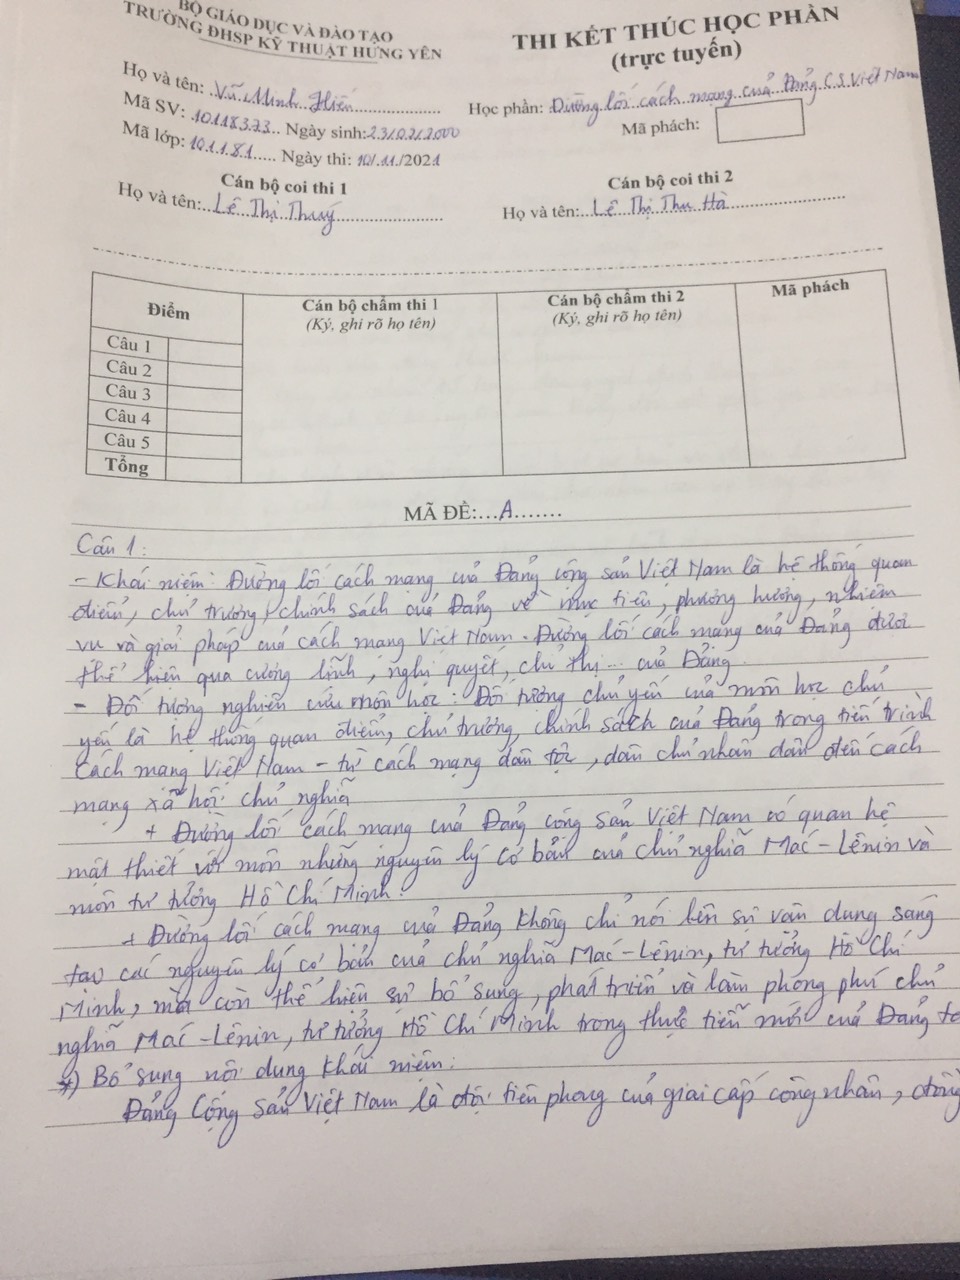 BỘ GIÁO DỤC VÀ ĐÀO TẠO
TRƯỜNG ĐHSP KỸ THUẬT HƯNG YÊN
THI KẾT THÚC HỌC PHẦN
(trực tuyến)
Họ và tên: Vũ Minh Hiến
Học phần: Đường lối cách mạng của Đảng CS Việt Nam
Mã SV: 10118373 Ngày sinh: 23/02/2000
Mã phách:
Mã lớp: 101181 Ngày thi: 10/11/2021
Cán bộ coi thi 1
Cán bộ coi thi 2
Họ và tên: Lê Thị Thuý
Họ và tên: Lê Thị Thu Hà
Điểm
Cán bộ chấm thi 1
(Ký, ghi rõ họ tên)
Cán bộ chấm thi 2
(Ký, ghi rõ họ tên)
Mã phách
Câu 1
Câu 2
Câu 3
Câu 4
Câu 5
Tổng
MÃ ĐỀ:...A.......
Câu 1:
- Khái niệm: Đường lối cách mạng của Đảng cộng sản Việt Nam là hệ thống quan
điểm, chủ trương, chính sách của Đảng về mục tiêu, phương hướng, nhiệm
vụ và giải pháp của cách mạng Việt Nam. Đường lối cách mạng của Đảng được
thể hiện qua cương lĩnh, nghị quyết, chỉ thị... của Đảng.
- Đối tượng nghiên cứu môn học: Đối tượng chủ yếu của môn học chủ
yếu là hệ thống quan điểm, chủ trương, chính sách của Đảng trong tiến trình
cách mạng Việt Nam - từ cách mạng dân tộc, dân chủ nhân dân đến cách
mạng xã hội chủ nghĩa
+ Đường lối cách mạng của Đảng cộng sản Việt Nam có quan hệ
mật thiết với môn những nguyên lý cơ bản của chủ nghĩa Mác-Lênin và
môn tư tưởng Hồ Chí Minh.
+ Đường lối cách mạng của Đảng không chỉ nói lên sự vận dụng sáng
tạo các nguyên lý cơ bản của chủ nghĩa Mác-Lênin, tư tưởng Hồ Chí
Minh, mà còn thể hiện sự bổ sung, phát triển và làm phong phú chủ
nghĩa Mác-Lênin, tư tưởng Hồ Chí Minh trong thực tiễn mới của Đảng ta
*) Bổ sung nội dung khái niệm:
Đảng Cộng Sản Việt Nam là đội tiên phong của giai cấp công nhân, đồng